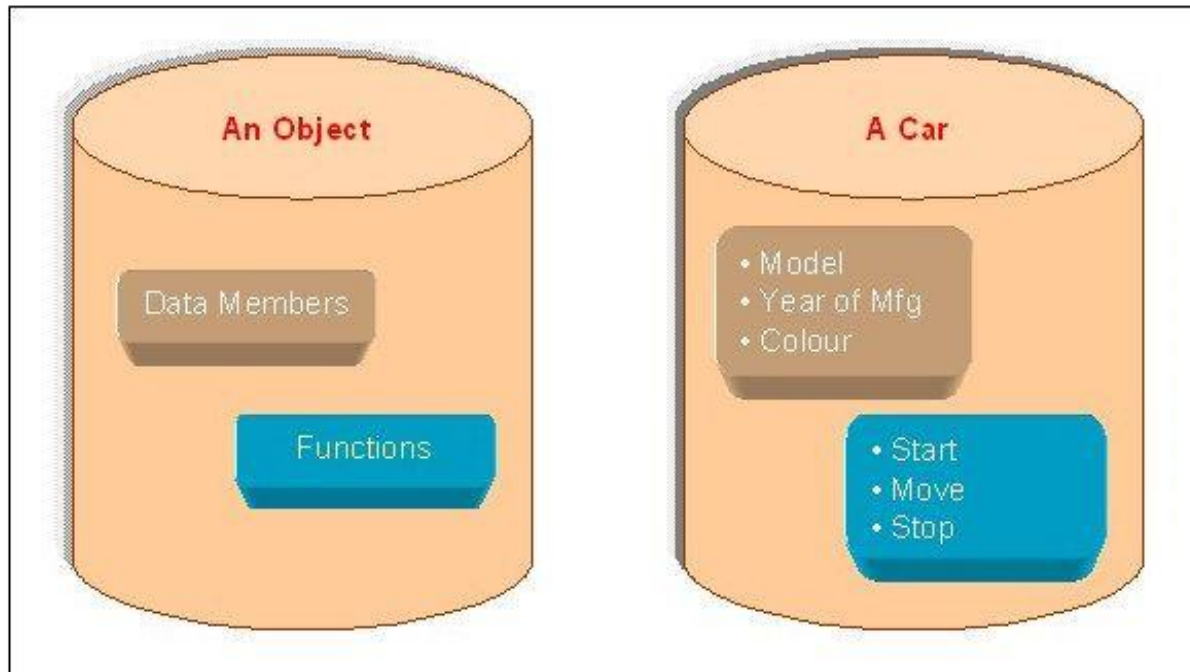 An Object
Data Members
Functions
A Car
• Model
• Year of Mfg
• Colour
• Start
• Move
• Stop